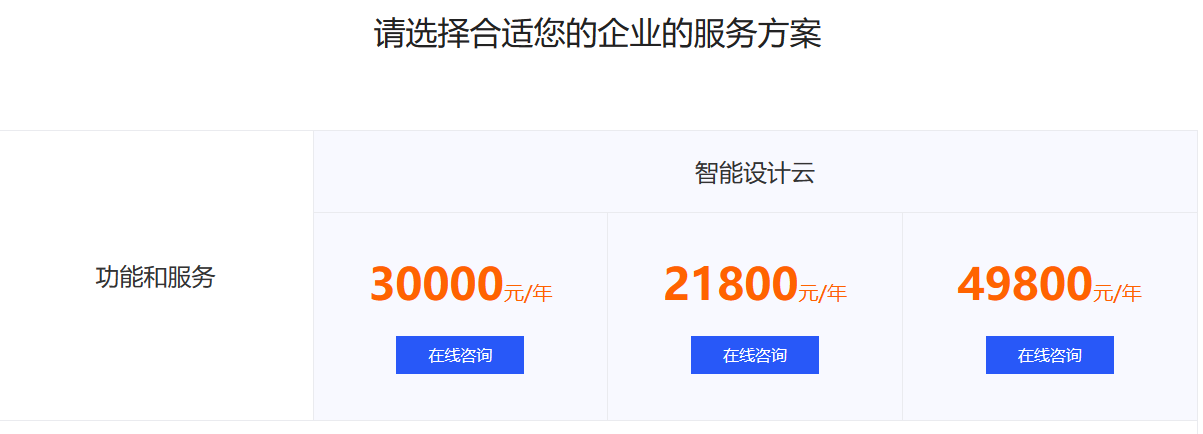 请选择合适您的企业的服务方案
智能设计云
功能和服务
30000元/年
21800元/年
49800元/年
在线咨询
在线咨询
在线咨询